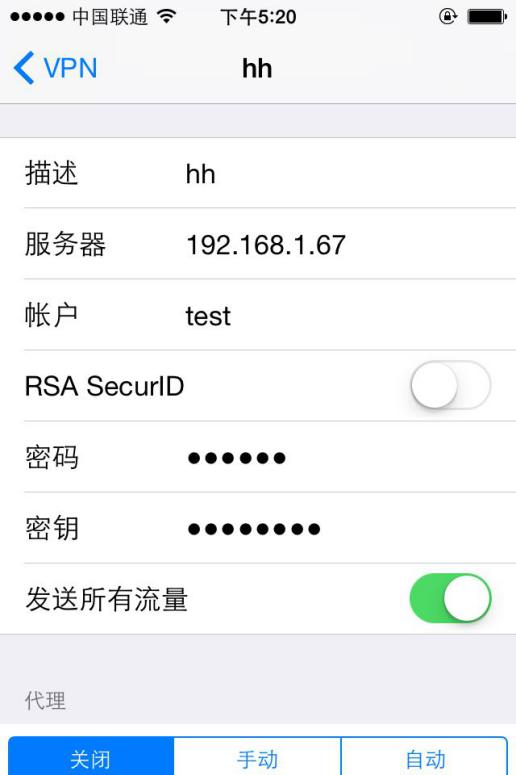 中国联通 下午5:20
VPN hh
描述 hh
服务器 192.168.1.67
帐户 test
RSA SecurID
密码 ●●●●●●
密钥 ●●●●●●●●
发送所有流量
代理
关闭 手动 自动